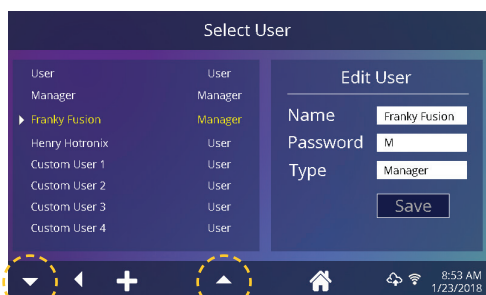 Select User
User User
Manager Manager
Franky Fusion Manager
Henry Hotronix User
Custom User 1 User
Custom User 2 User
Custom User 3 User
Custom User 4 User
Edit User
Name Franky Fusion
Password M
Type Manager
Save
8:53 AM
1/23/2018